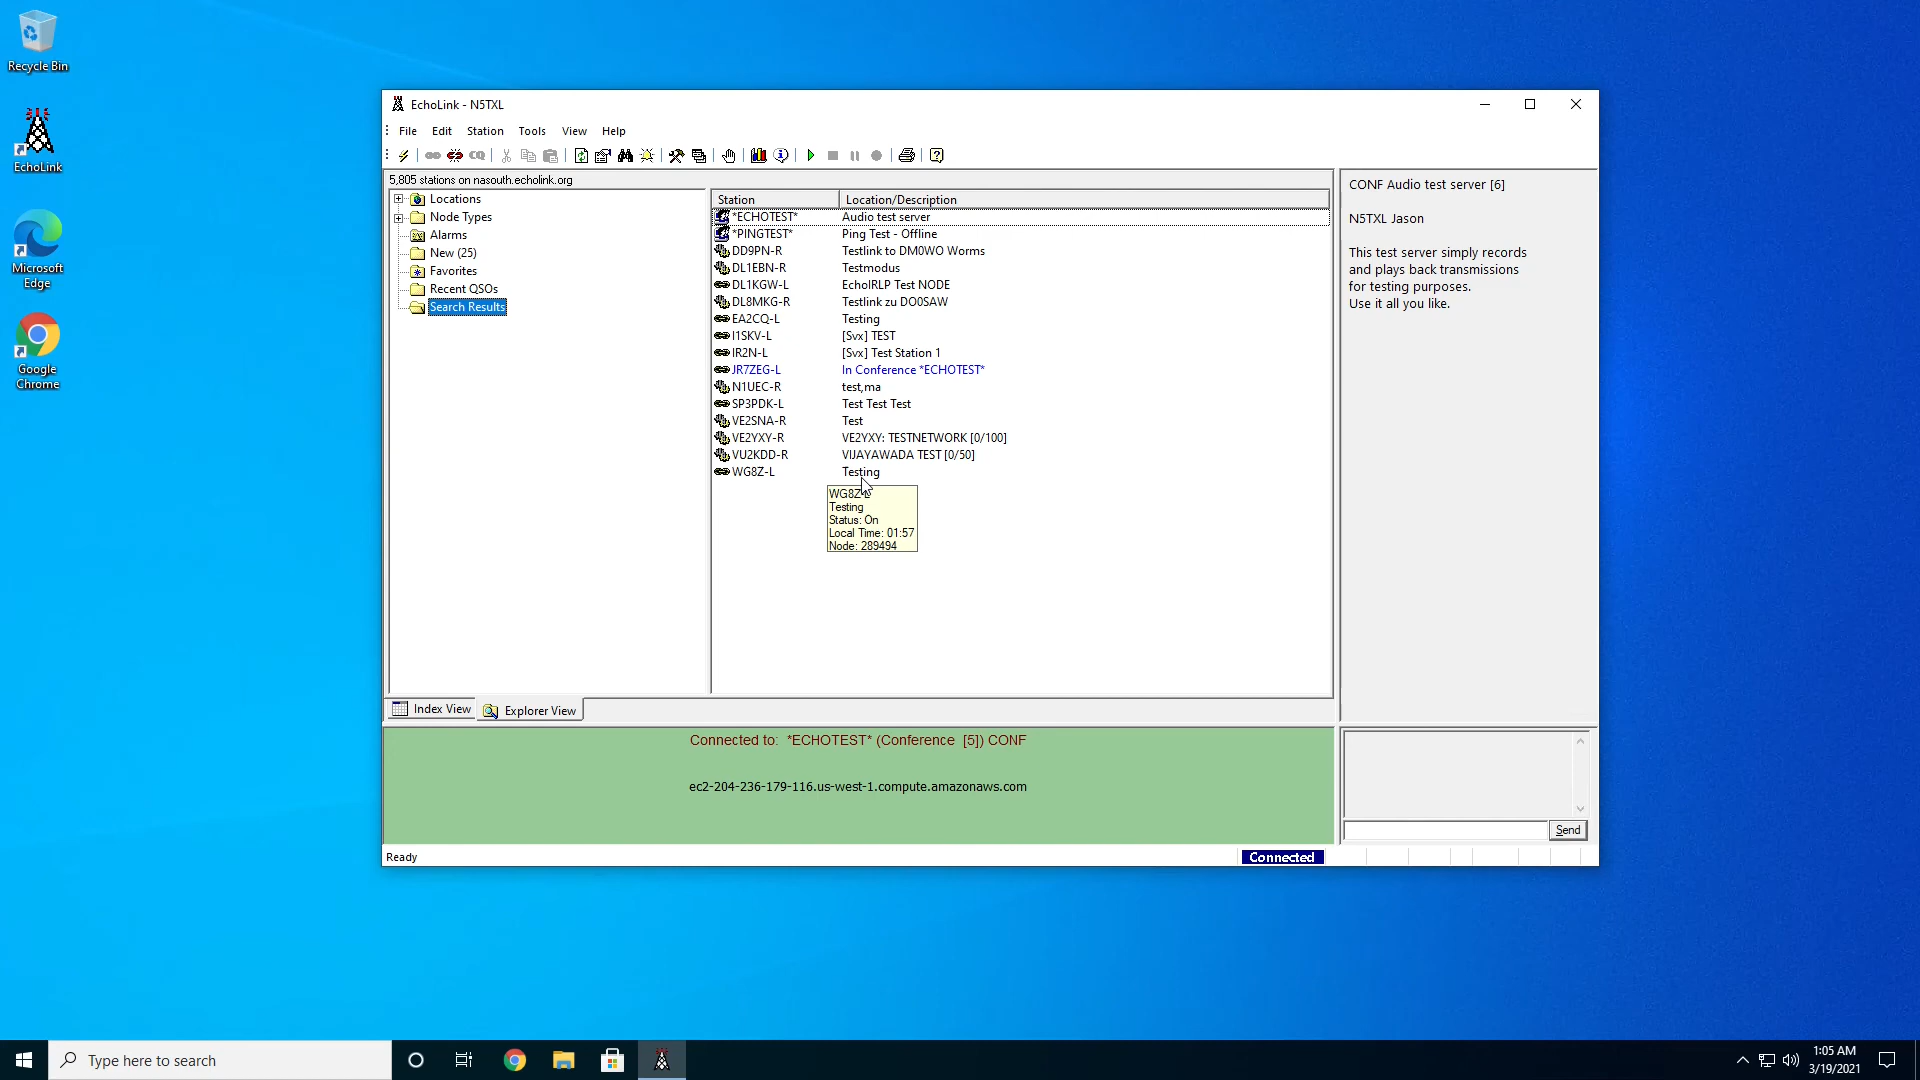 Recycle Bin
EchoLink
Microsoft
Edge
Google
Chrome
EchoLink - N5TXL
File Edit Station Tools View Help
5,805 stations on nasouth.echolink.org
Locations
Node Types
Alarms
New (25)
Favorites
Recent QSOs
Search Results
Station Location/Description
*ECHOTEST* Audio test server
*PINGTEST* Ping Test - Offline
DD9PN-R Testlink to DM0WO Worms
DL1EBN-R Testmodus
DL1KGW-L EchoIRLP Test NODE
DL8MKG-R Testlink zu DO0SAW
EA2CQ-L Testing
I1SKV-L [Svx] TEST
IR2N-L [Svx] Test Station 1
JR7ZEG-L In Conference *ECHOTEST*
N1UEC-R test,ma
SP3PDK-L Test Test Test
VE2SNA-R Test
VE2YXY-R VE2YXY: TESTNETWORK [0/100]
VU2KDD-R VIJAYAWADA TEST [0/50]
WG8Z-L Testing
WG8Z-L
Testing
Status: On
Local Time: 01:57
Node: 289494
Index View Explorer View
CONF Audio test server [6]
N5TXL Jason
This test server simply records
and plays back transmissions
for testing purposes.
Use it all you like.
Connected to: *ECHOTEST* (Conference [5]) CONF
ec2-204-236-179-116.us-west-1.compute.amazonaws.com
Send
Ready Connected
Type here to search
1:05 AM
3/19/2021